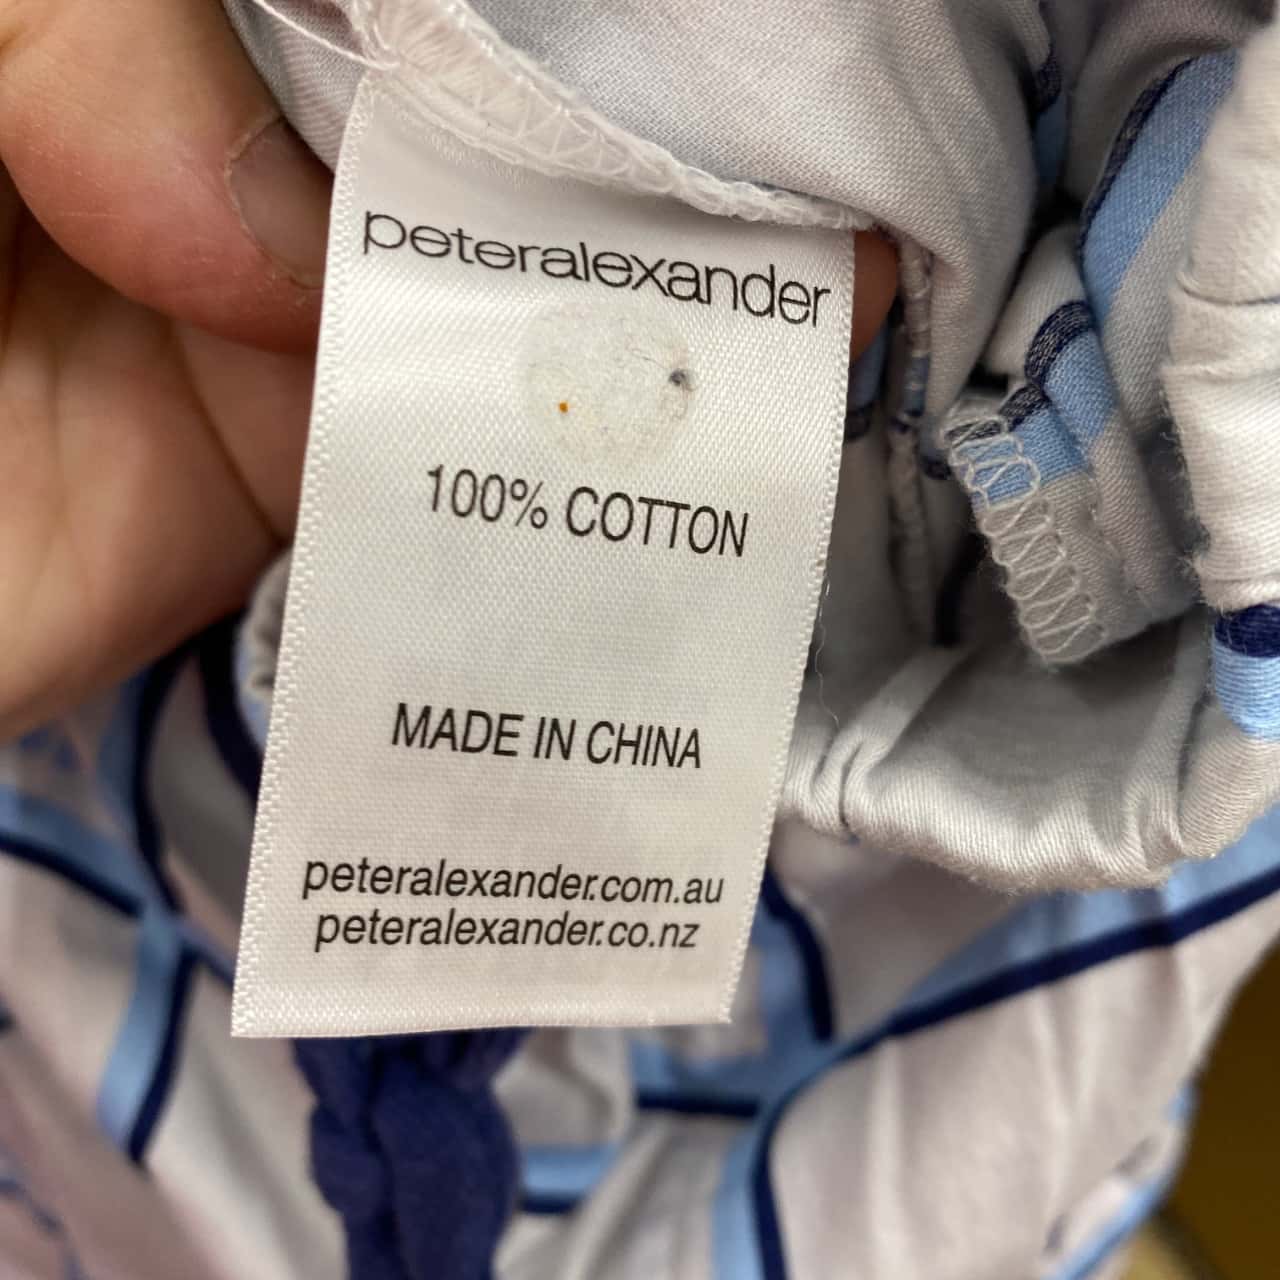 peteralexander
100% COTTON
MADE IN CHINA
peteralexander.com.au
peteralexander.co.nz